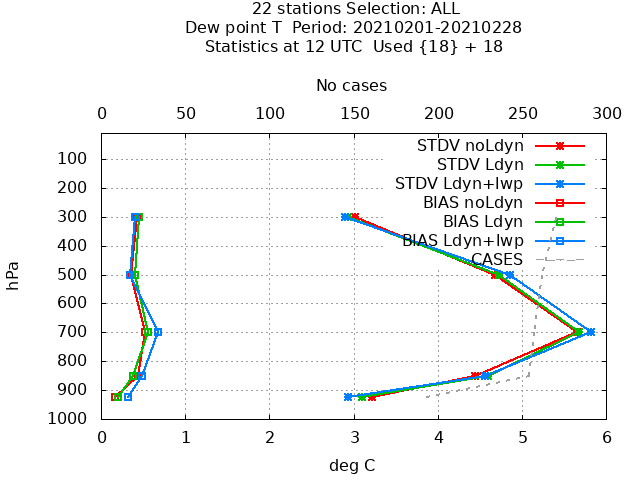 22 stations Selection: ALL
Dew point T  Period: 20210201-20210228
Statistics at 12 UTC  Used {18} + 18
No cases
0 50 100 150 200 250 300
STDV noLdyn
STDV Ldyn
STDV Ldyn+lwp
BIAS noLdyn
BIAS Ldyn
BIAS Ldyn+lwp
CASES
hPa
100
200
300
400
500
600
700
800
900
1000
0 1 2 3 4 5 6
deg C